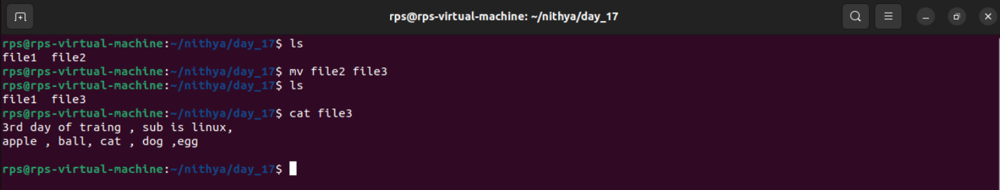 rps@rps-virtual-machine: ~/nithya/day_17
rps@rps-virtual-machine:~/nithya/day_17$ ls
file1  file2
rps@rps-virtual-machine:~/nithya/day_17$ mv file2 file3
rps@rps-virtual-machine:~/nithya/day_17$ ls
file1  file3
rps@rps-virtual-machine:~/nithya/day_17$ cat file3
3rd day of traing , sub is linux,
apple , ball, cat , dog ,egg
rps@rps-virtual-machine:~/nithya/day_17$